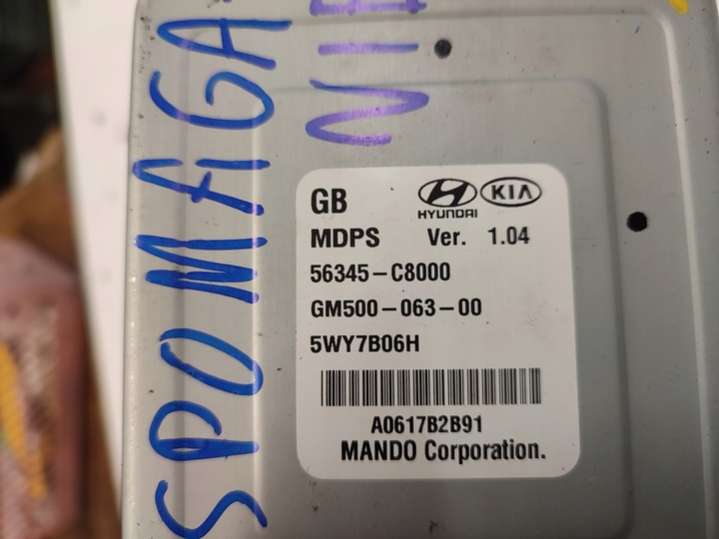 SPOMAGA
GB
HYUNDAI
KIA
MDPS Ver. 1.04
56345-C8000
GM500-063-00
5WY7B06H
A0617B2B91
MANDO Corporation.